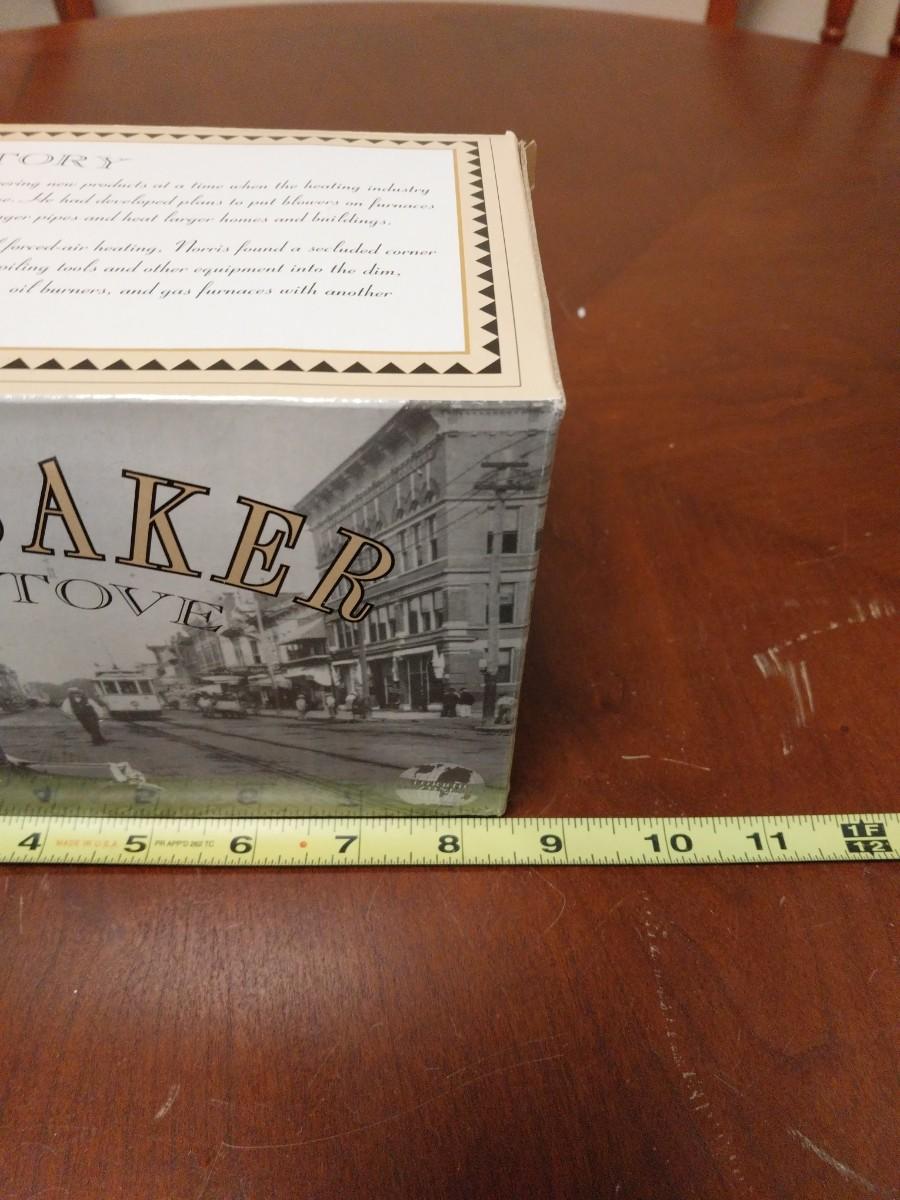 TORY
ering new products at a time when the heating industry
e. He had developed plans to put blowers on furnaces
nger pipes and heat larger homes and buildings.
forced-air heating, Norris found a secluded corner
oiling tools and other equipment into the dim,
oil burners, and gas furnaces with another
BAKER
TOVE
4 MADE IN U.S.A 5 PR APP'D 262 TC 6 7 8 9 10 11 1F
12